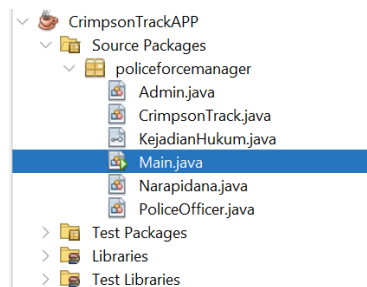 CrimpsonTrackAPP
Source Packages
policeforcemanager
Admin.java
CrimpsonTrack.java
KejadianHukum.java
Main.java
Narapidana.java
PoliceOfficer.java
Test Packages
Libraries
Test Libraries